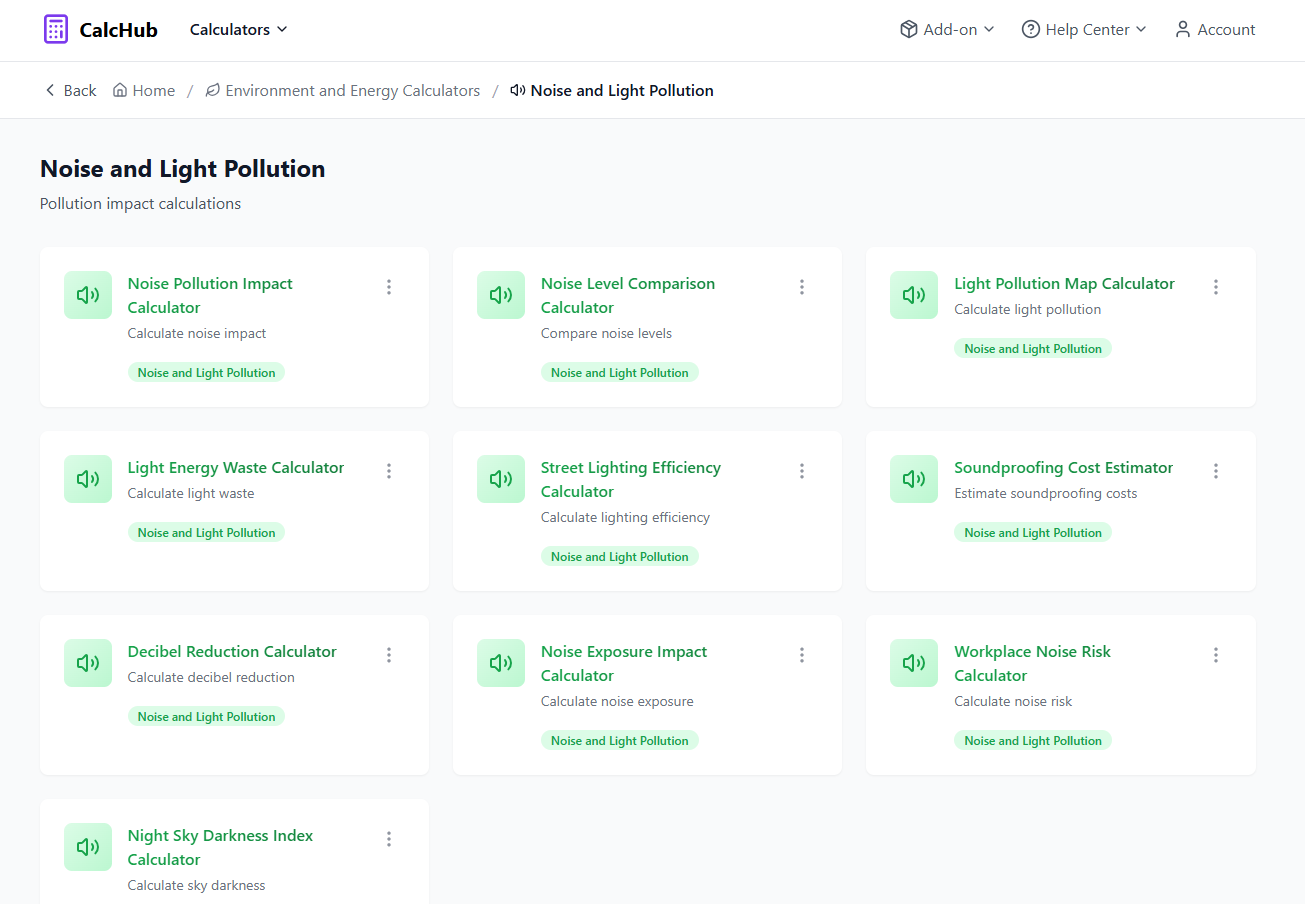 CalcHub
Calculators
Add-on
Help Center
Account
Back
Home
/
Environment and Energy Calculators
/
Noise and Light Pollution
Noise and Light Pollution
Pollution impact calculations
Noise Pollution Impact
Calculator
Calculate noise impact
Noise and Light Pollution
Noise Level Comparison
Calculator
Compare noise levels
Noise and Light Pollution
Light Pollution Map Calculator
Calculate light pollution
Noise and Light Pollution
Light Energy Waste Calculator
Calculate light waste
Noise and Light Pollution
Street Lighting Efficiency
Calculator
Calculate lighting efficiency
Noise and Light Pollution
Soundproofing Cost Estimator
Estimate soundproofing costs
Noise and Light Pollution
Decibel Reduction Calculator
Calculate decibel reduction
Noise and Light Pollution
Noise Exposure Impact
Calculator
Calculate noise exposure
Noise and Light Pollution
Workplace Noise Risk
Calculator
Calculate noise risk
Noise and Light Pollution
Night Sky Darkness Index
Calculator
Calculate sky darkness